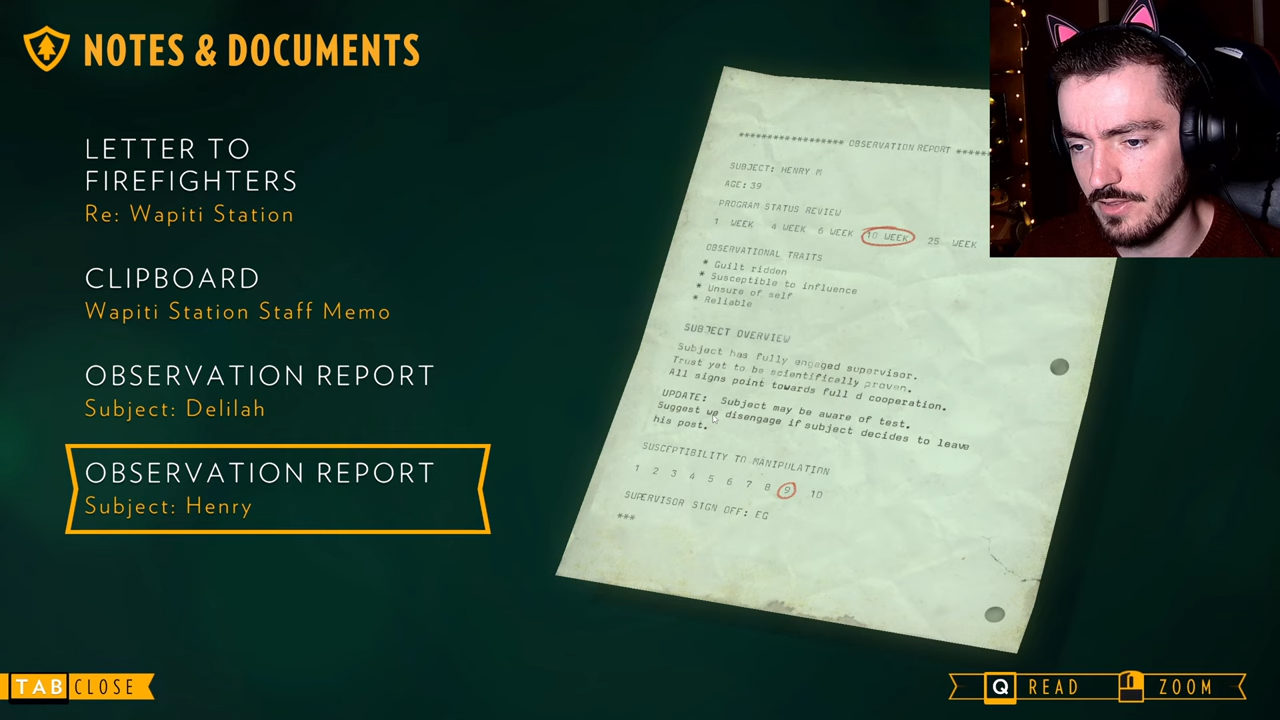 NOTES & DOCUMENTS
LETTER TO
FIREFIGHTERS
Re: Wapiti Station
CLIPBOARD
Wapiti Station Staff Memo
OBSERVATION REPORT
Subject: Delilah
OBSERVATION REPORT
Subject: Henry
****************** OBSERVATION REPORT *****
SUBJECT: HENRY M
AGE: 39
PROGRAM STATUS REVIEW
1 WEEK 4 WEEK 6 WEEK 10 WEEK 25 WEEK
OBSERVATIONAL TRAITS
* Guilt ridden
* Susceptible to influence
* Unsure of self
* Reliable
SUBJECT OVERVIEW
Subject has fully engaged supervisor.
Trust yet to be scientifically proven.
All signs point towards full d cooperation.
UPDATE: Subject may be aware of test.
Suggest we disengage if subject decides to leave
his post.
SUSCEPTIBILITY TO MANIPULATION
1 2 3 4 5 6 7 8 9 10
SUPERVISOR SIGN OFF: EG
***
TAB CLOSE
Q READ ZOOM